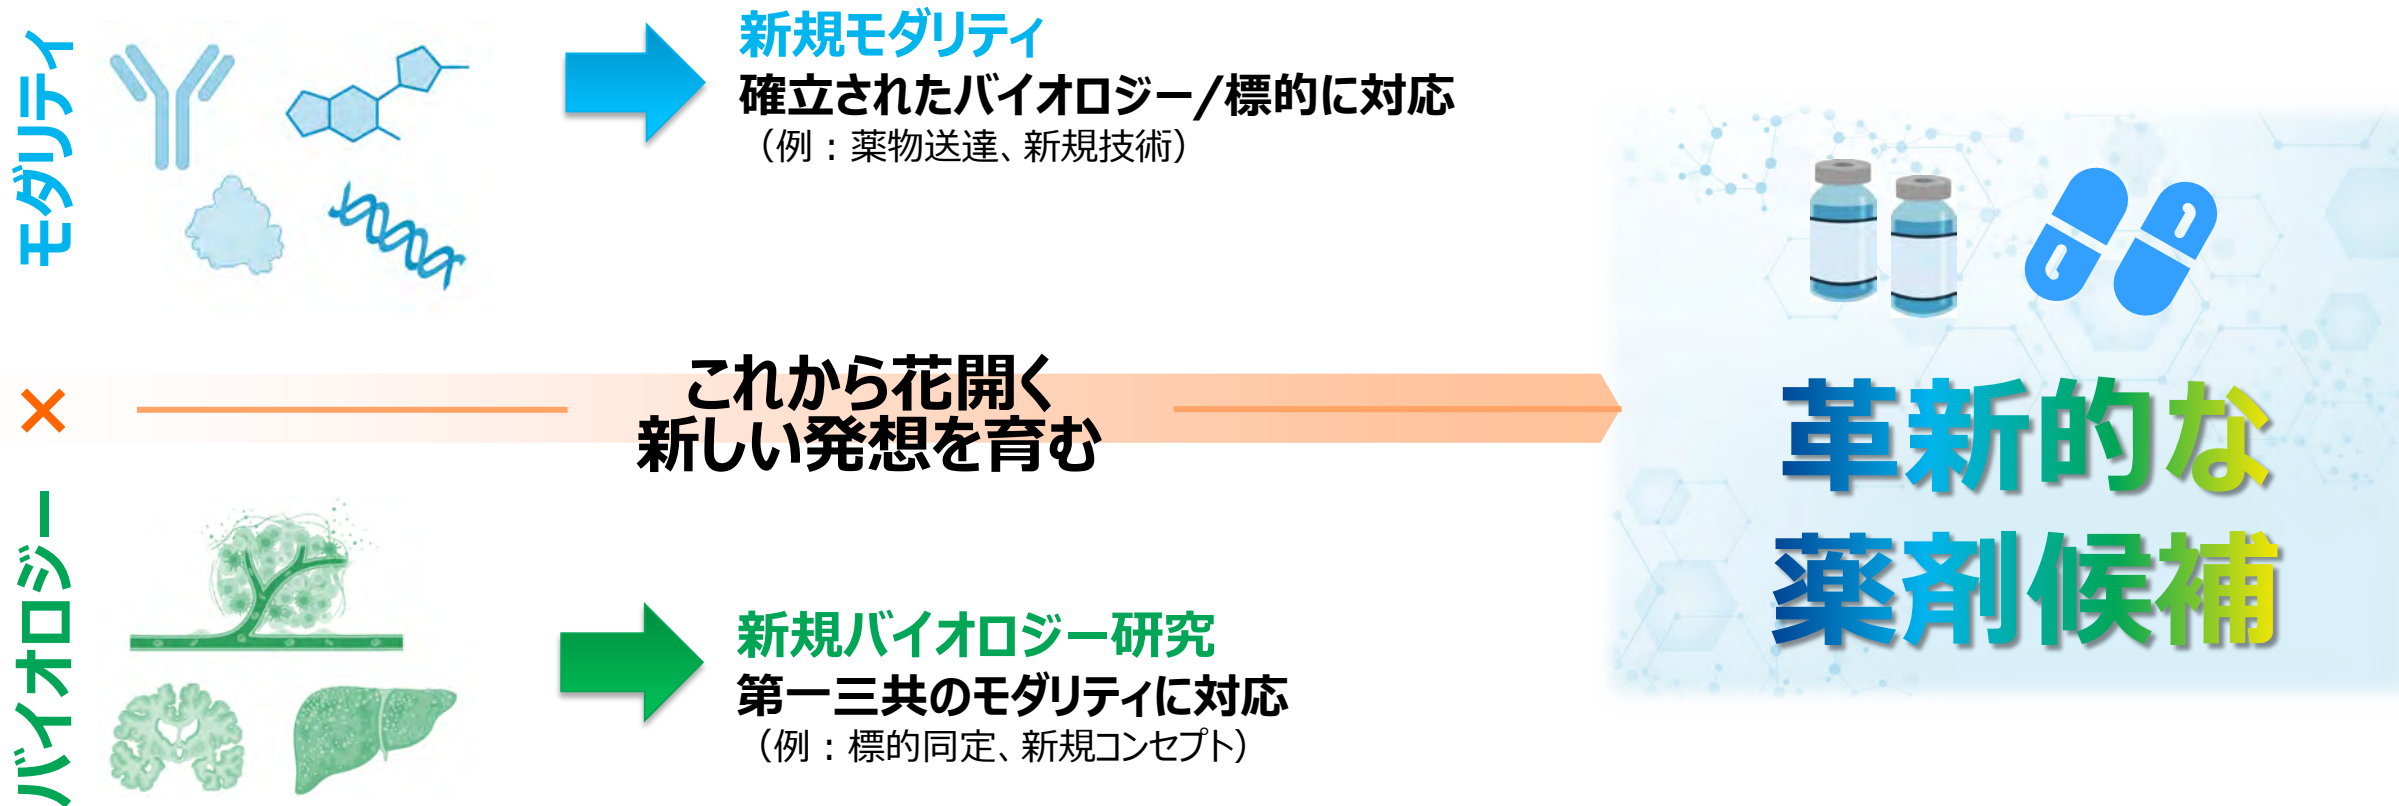 モダリティ
新規モダリティ
確立されたバイオロジー/標的に対応
（例：薬物送達、新規技術）
×
これから花開く
新しい発想を育む
革新的な
薬剤候補
バイオロジー
新規バイオロジー研究
第一三共のモダリティに対応
（例：標的同定、新規コンセプト）